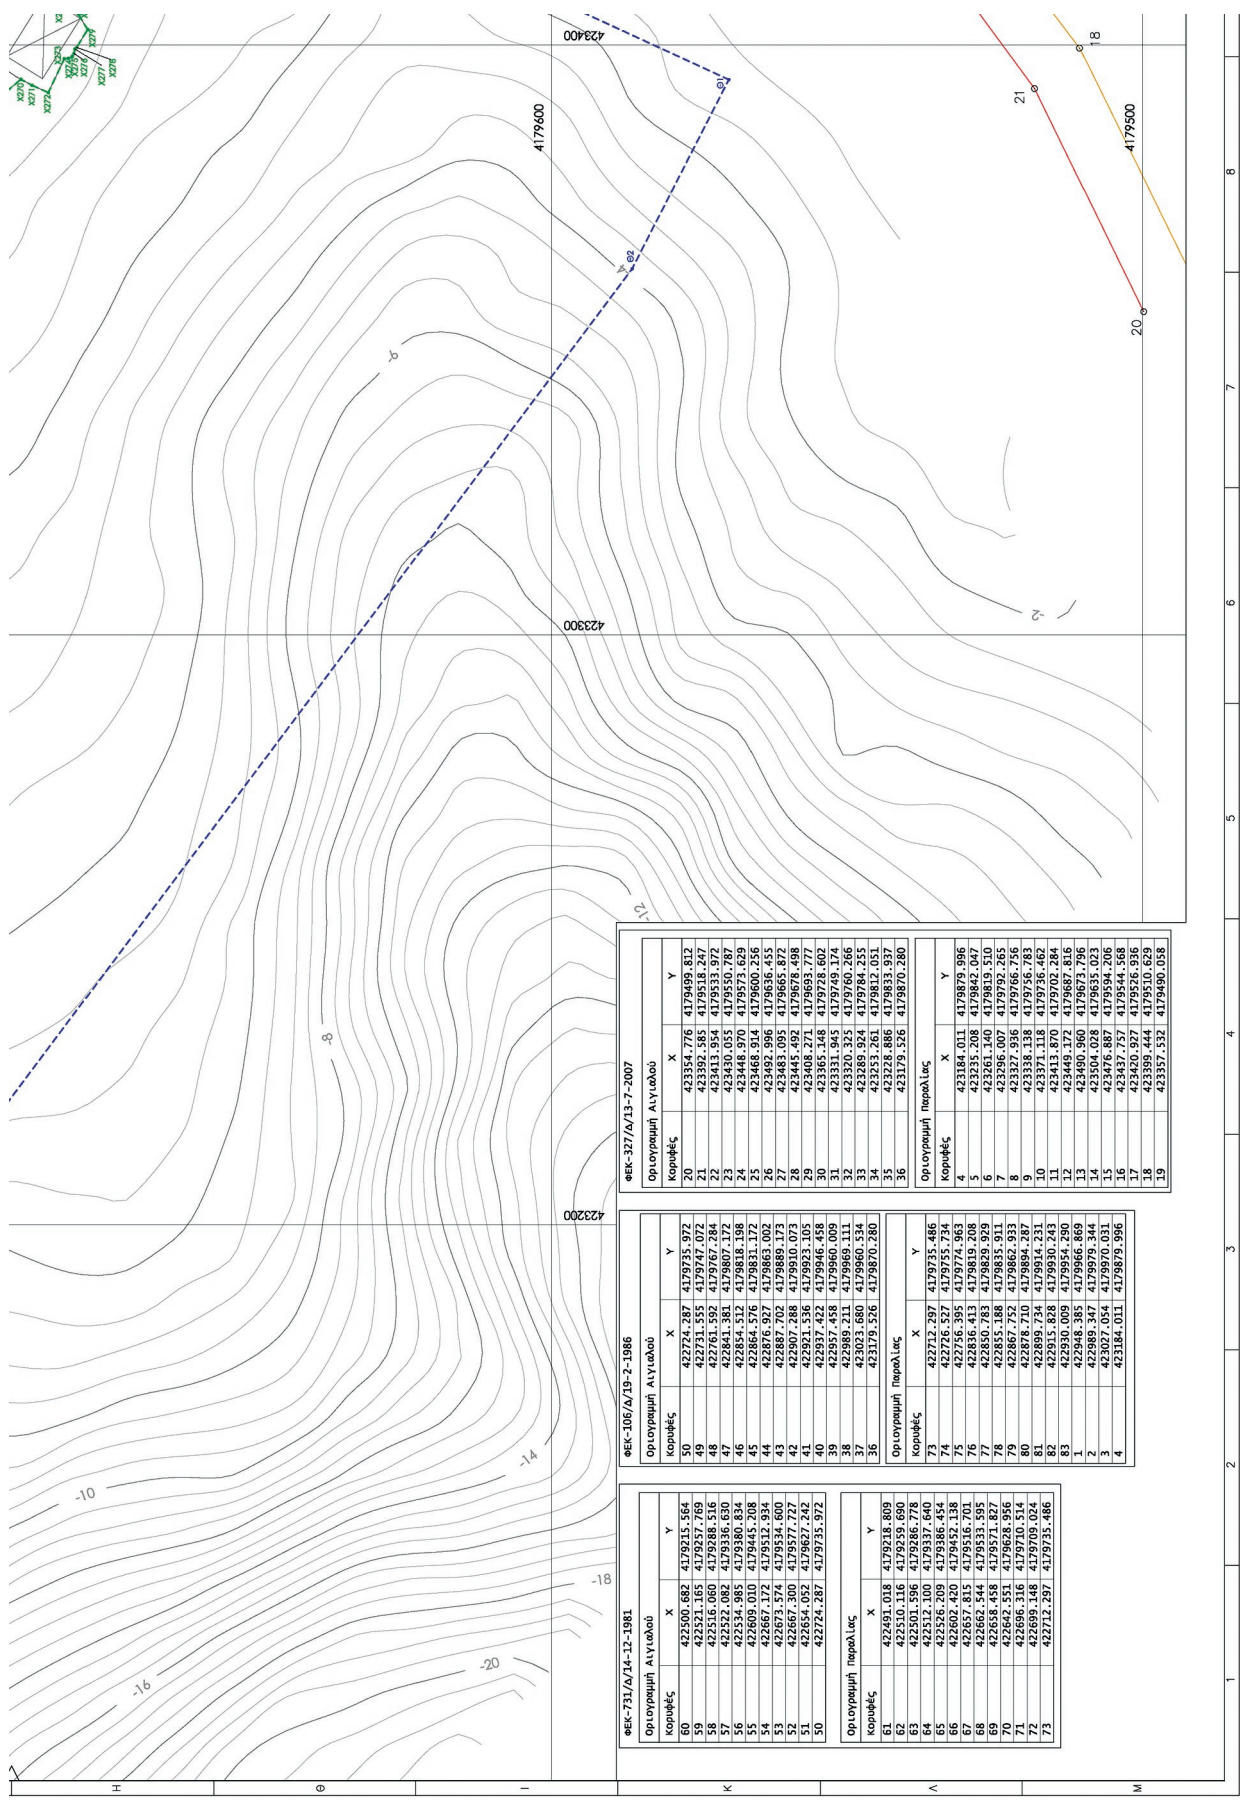 X270
X271
X272
X273
X275
X276
X277
X278
X279
423400
Θ1
18
21
4179600
4179500
Θ2
-4
20
-6
423300
-2
-12
-8
423200
-10
-14
-18
-16
-20
ΦΕΚ-731/Δ/14-12-1981
Οριογραμμή Αιγιαλού
Κορυφές X Y
60 422500.682 4179215.564
59 422521.165 4179257.769
58 422516.060 4179288.516
57 422522.082 4179336.630
56 422534.985 4179380.834
55 422609.010 4179445.208
54 422667.172 4179512.934
53 422673.574 4179534.600
52 422667.300 4179577.727
51 422654.052 4179627.242
50 422724.287 4179735.972
Οριογραμμή Παραλίας
Κορυφές X Y
61 422491.018 4179218.809
62 422510.116 4179259.690
63 422501.596 4179286.778
64 422512.100 4179337.640
65 422526.209 4179386.454
66 422602.420 4179452.138
67 422657.815 4179516.701
68 422662.544 4179533.595
69 422658.458 4179571.827
70 422642.551 4179628.956
71 422696.316 4179710.514
72 422699.148 4179709.024
73 422712.297 4179735.486
ΦΕΚ-106/Δ/19-2-1986
Οριογραμμή Αιγιαλού
Κορυφές X Y
50 422724.287 4179735.972
49 422731.555 4179747.072
48 422761.592 4179767.284
47 422841.381 4179807.172
46 422854.512 4179818.198
45 422864.576 4179831.172
44 422876.927 4179863.002
43 422887.702 4179889.173
42 422907.288 4179910.073
41 422921.536 4179923.105
40 422937.422 4179946.458
39 422957.458 4179960.009
38 422989.211 4179969.111
37 423023.680 4179960.534
36 423179.526 4179870.280
Οριογραμμή Παραλίας
Κορυφές X Y
73 422712.297 4179735.486
74 422726.527 4179755.734
75 422756.395 4179774.963
76 422836.413 4179819.208
77 422850.783 4179829.929
78 422855.188 4179835.911
79 422867.752 4179862.933
80 422878.710 4179894.287
81 422899.734 4179914.231
82 422915.828 4179930.243
83 422930.009 4179954.290
1 422948.385 4179966.869
2 422989.347 4179979.344
3 423027.054 4179970.031
4 423184.011 4179879.996
ΦΕΚ-327/Δ/13-7-2007
Οριογραμμή Αιγιαλού
Κορυφές X Y
20 423354.776 4179499.812
21 423392.585 4179518.247
22 423413.954 4179533.972
23 423430.055 4179550.787
24 423448.970 4179573.629
25 423468.914 4179600.256
26 423492.996 4179636.455
27 423483.095 4179665.872
28 423445.492 4179678.498
29 423408.271 4179693.777
30 423365.148 4179728.602
31 423331.945 4179749.174
32 423320.325 4179760.266
33 423289.924 4179784.255
34 423253.261 4179812.051
35 423228.886 4179833.937
36 423179.526 4179870.280
Οριογραμμή Παραλίας
Κορυφές X Y
4 423184.011 4179879.996
5 423235.208 4179842.047
6 423261.140 4179819.510
7 423296.007 4179792.265
8 423327.936 4179766.756
9 423338.138 4179756.783
10 423371.118 4179736.462
11 423413.870 4179702.284
12 423449.172 4179687.816
13 423490.960 4179673.796
14 423504.028 4179635.023
15 423476.887 4179594.206
16 423437.757 4179544.568
17 423420.927 4179526.936
18 423399.444 4179510.629
19 423357.532 4179490.058
Η
Θ
Ι
Κ
Λ
Μ
1
2
3
4
5
6
7
8